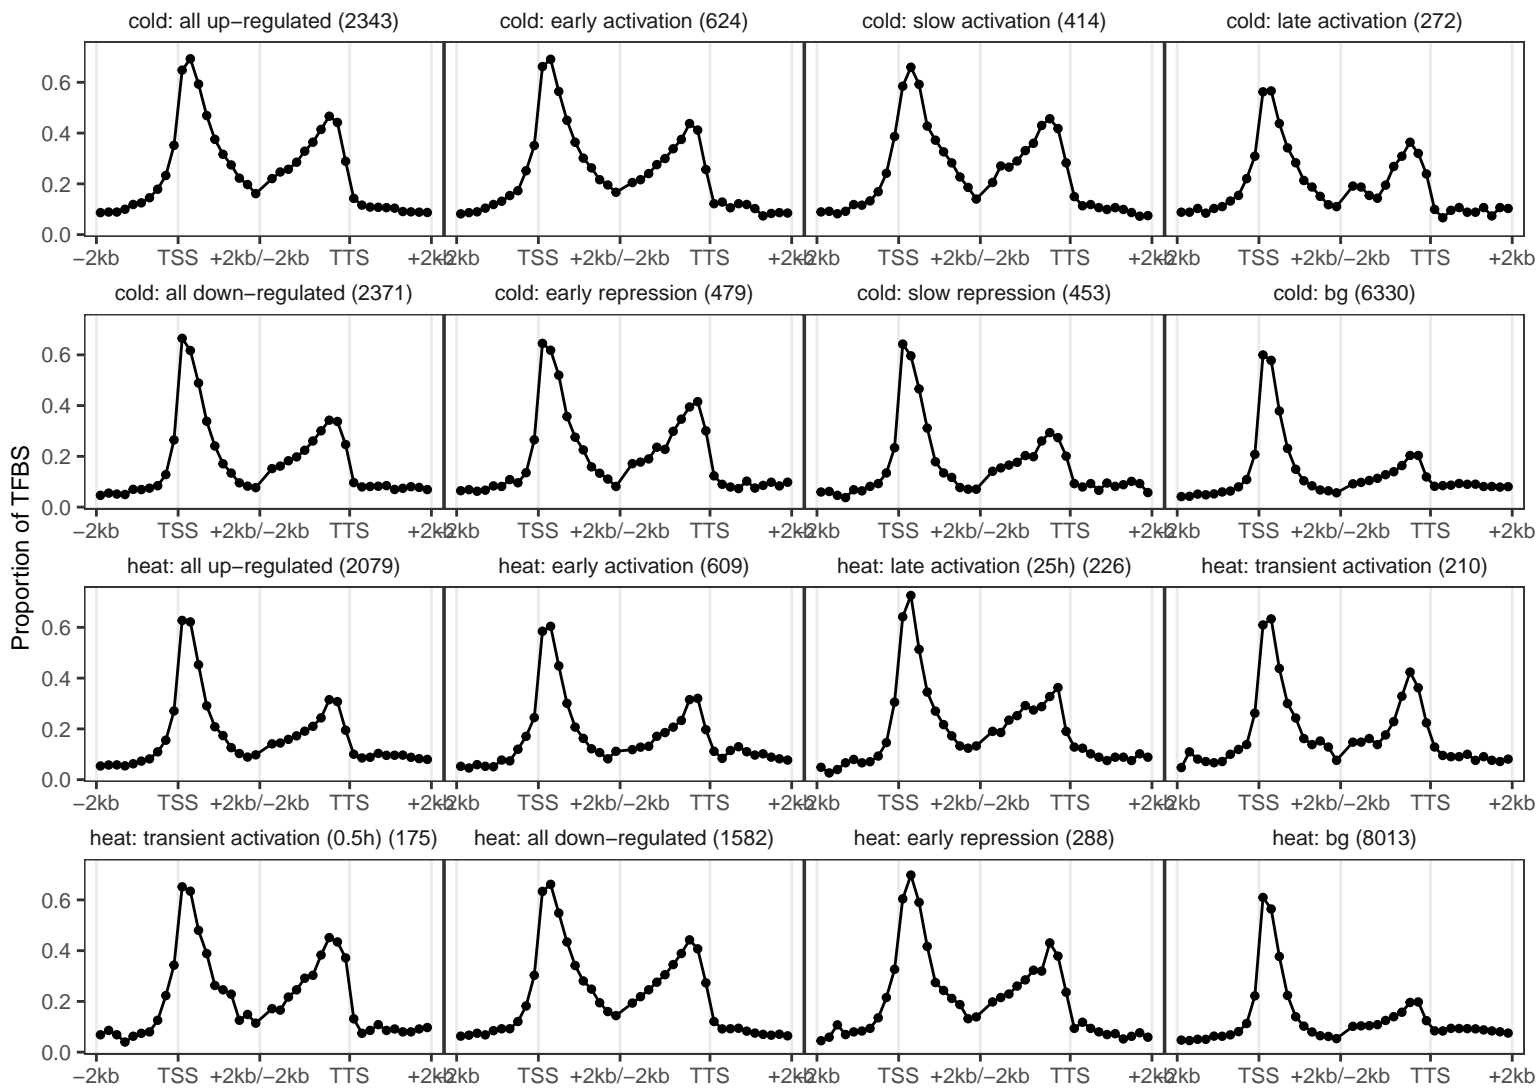 cold: all up−regulated (2343) cold: early activation (624) cold: slow activation (414) cold: late activation (272)
0.6
0.4
0.2
0.0
−2kb TSS +2kb/−2kb TTS +2kb −2kb TSS +2kb/−2kb TTS +2kb −2kb TSS +2kb/−2kb TTS +2kb −2kb TSS +2kb/−2kb TTS +2kb
cold: all down−regulated (2371) cold: early repression (479) cold: slow repression (453) cold: bg (6330)
0.6
0.4
0.2
0.0
−2kb TSS +2kb/−2kb TTS +2kb −2kb TSS +2kb/−2kb TTS +2kb −2kb TSS +2kb/−2kb TTS +2kb −2kb TSS +2kb/−2kb TTS +2kb
Proportion of TFBS
heat: all up−regulated (2079) heat: early activation (609) heat: late activation (25h) (226) heat: transient activation (210)
0.6
0.4
0.2
0.0
−2kb TSS +2kb/−2kb TTS +2kb −2kb TSS +2kb/−2kb TTS +2kb −2kb TSS +2kb/−2kb TTS +2kb −2kb TSS +2kb/−2kb TTS +2kb
heat: transient activation (0.5h) (175) heat: all down−regulated (1582) heat: early repression (288) heat: bg (8013)
0.6
0.4
0.2
0.0
−2kb TSS +2kb/−2kb TTS +2kb −2kb TSS +2kb/−2kb TTS +2kb −2kb TSS +2kb/−2kb TTS +2kb −2kb TSS +2kb/−2kb TTS +2kb